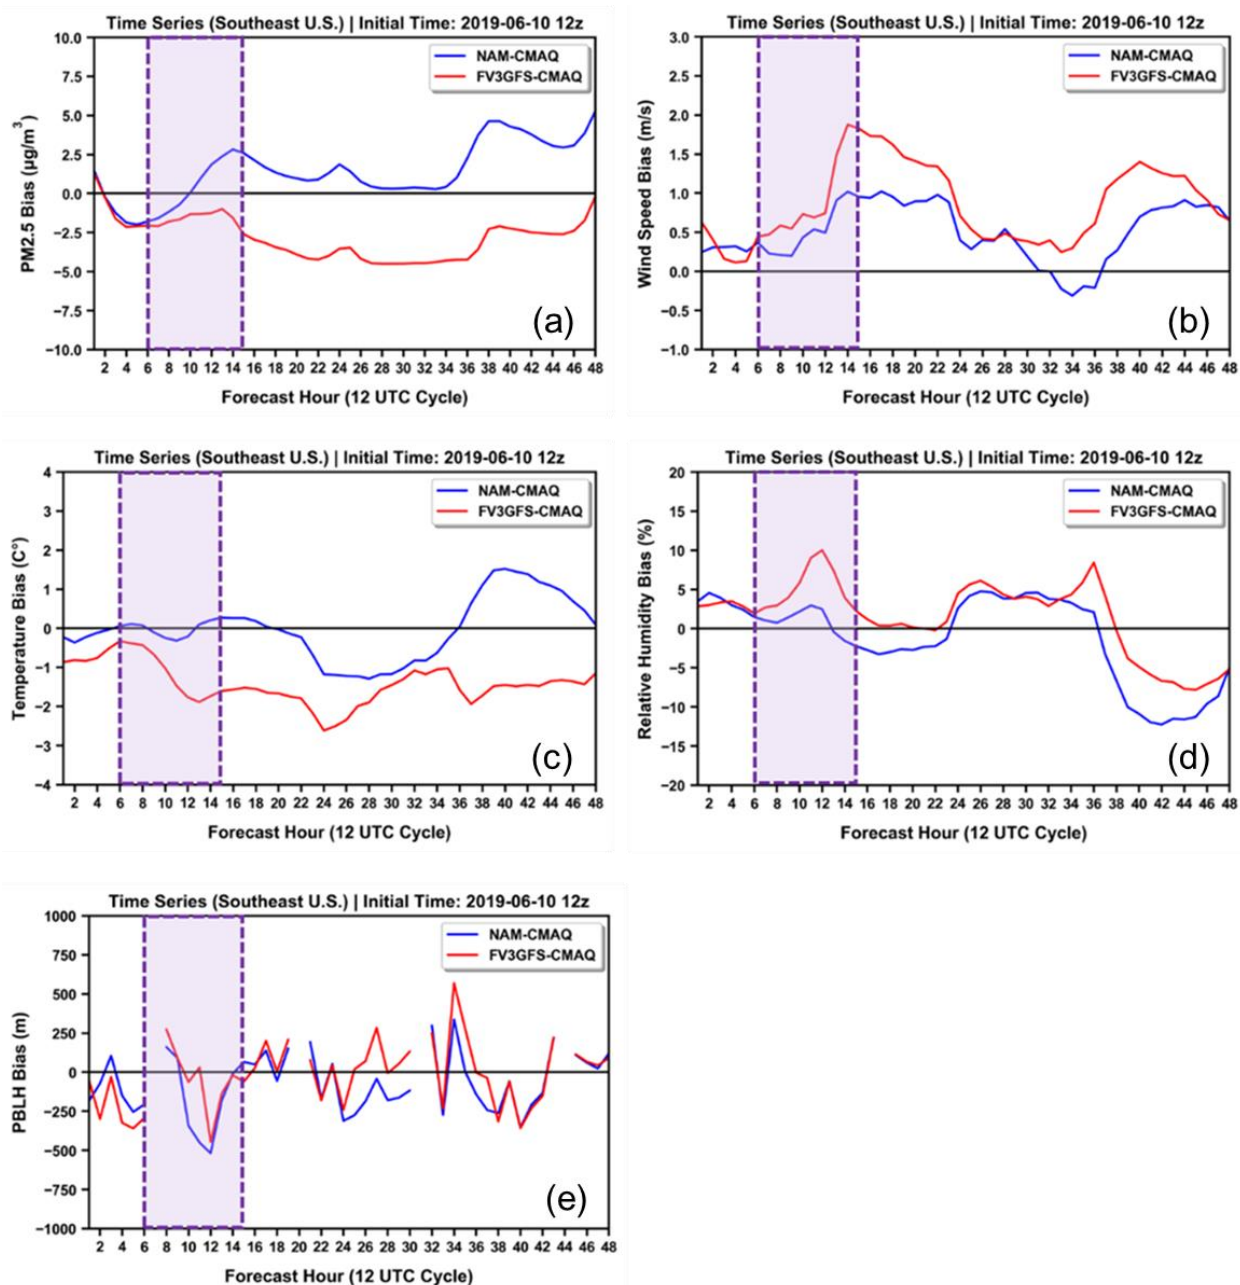 Time Series (Southeast U.S.) | Initial Time: 2019-06-10 12z
10.0
7.5
5.0
2.5
0.0
−2.5
−5.0
−7.5
−10.0
PM2.5 Bias (µg/m³)
NAM-CMAQ
FV3GFS-CMAQ
(a)
2 4 6 8 10 12 14 16 18 20 22 24 26 28 30 32 34 36 38 40 42 44 46 48
Forecast Hour (12 UTC Cycle)
Time Series (Southeast U.S.) | Initial Time: 2019-06-10 12z
3.0
2.5
2.0
1.5
1.0
0.5
0.0
−0.5
−1.0
Wind Speed Bias (m/s)
NAM-CMAQ
FV3GFS-CMAQ
(b)
2 4 6 8 10 12 14 16 18 20 22 24 26 28 30 32 34 36 38 40 42 44 46 48
Forecast Hour (12 UTC Cycle)
Time Series (Southeast U.S.) | Initial Time: 2019-06-10 12z
4
3
2
1
0
−1
−2
−3
−4
Temperature Bias (C°)
NAM-CMAQ
FV3GFS-CMAQ
(c)
2 4 6 8 10 12 14 16 18 20 22 24 26 28 30 32 34 36 38 40 42 44 46 48
Forecast Hour (12 UTC Cycle)
Time Series (Southeast U.S.) | Initial Time: 2019-06-10 12z
20
15
10
5
0
−5
−10
−15
−20
Relative Humidity Bias (%)
NAM-CMAQ
FV3GFS-CMAQ
(d)
2 4 6 8 10 12 14 16 18 20 22 24 26 28 30 32 34 36 38 40 42 44 46 48
Forecast Hour (12 UTC Cycle)
Time Series (Southeast U.S.) | Initial Time: 2019-06-10 12z
1000
750
500
250
0
−250
−500
−750
−1000
PBLH Bias (m)
NAM-CMAQ
FV3GFS-CMAQ
(e)
2 4 6 8 10 12 14 16 18 20 22 24 26 28 30 32 34 36 38 40 42 44 46 48
Forecast Hour (12 UTC Cycle)